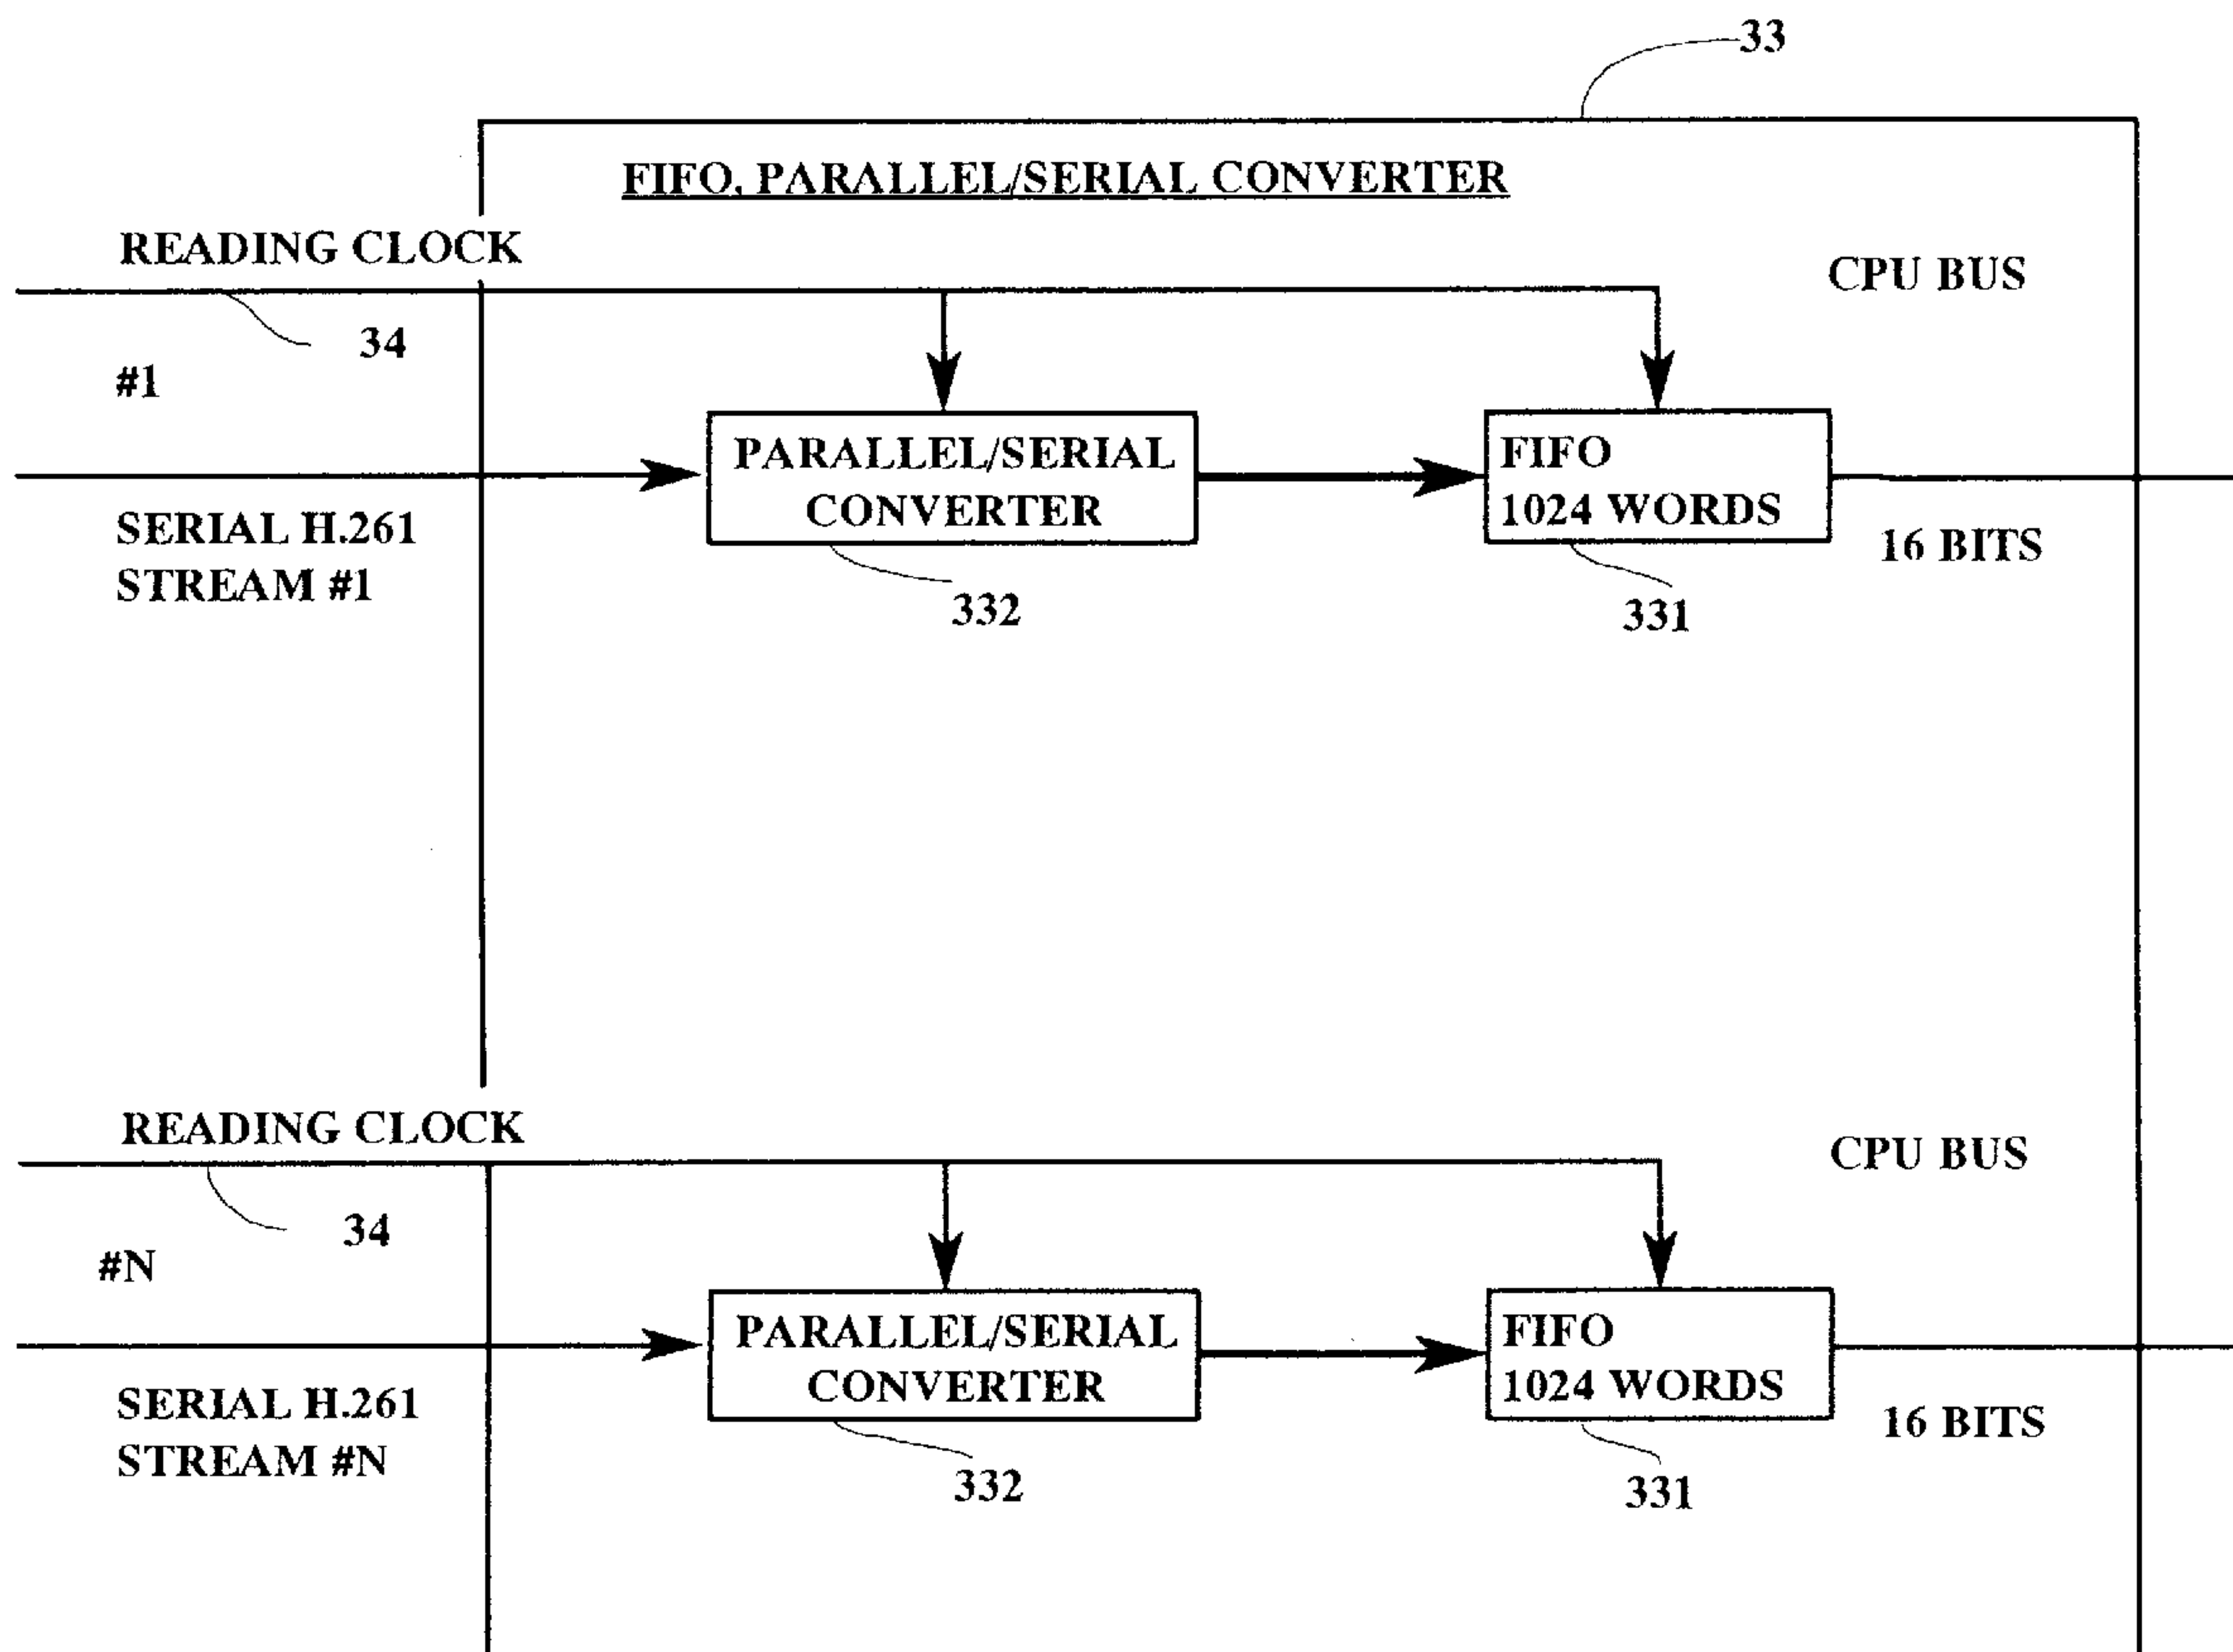 33
FIFO, PARALLEL/SERIAL CONVERTER
READING CLOCK
CPU BUS
34
#1
PARALLEL/SERIAL
CONVERTER
FIFO
1024 WORDS
SERIAL H.261
STREAM #1
16 BITS
332
331
READING CLOCK
CPU BUS
34
#N
PARALLEL/SERIAL
CONVERTER
FIFO
1024 WORDS
SERIAL H.261
STREAM #N
16 BITS
332
331